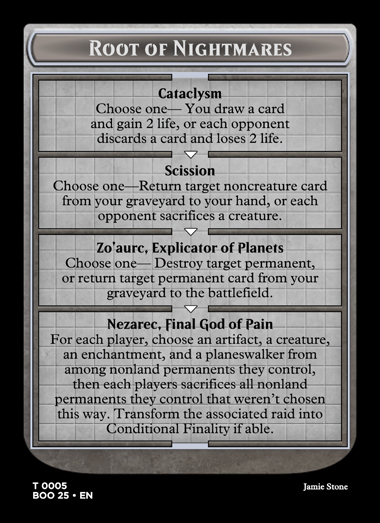 Root of Nightmares
Cataclysm
Choose one— You draw a card
and gain 2 life, or each opponent
discards a card and loses 2 life.
Scission
Choose one—Return target noncreature card
from your graveyard to your hand, or each
opponent sacrifices a creature.
Zo'aurc, Explicator of Planets
Choose one— Destroy target permanent,
or return target permanent card from your
graveyard to the battlefield.
Nezarec, Final God of Pain
For each player, choose an artifact, a creature,
an enchantment, and a planeswalker from
among nonland permanents they control,
then each players sacrifices all nonland
permanents they control that weren't chosen
this way. Transform the associated raid into
Conditional Finality if able.
T 0005
BOO 25 • EN
Jamie Stone